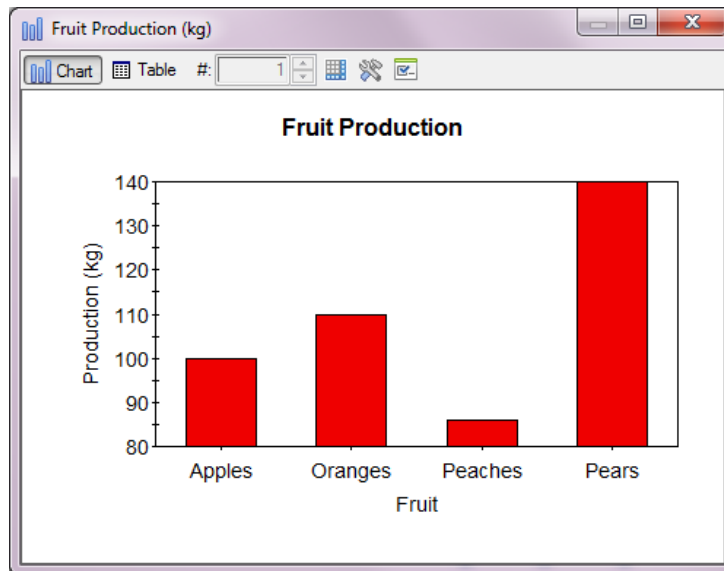 Fruit Production (kg)
Chart Table #: 1
Fruit Production
Production (kg)
140
130
120
110
100
90
80
Apples Oranges Peaches Pears
Fruit